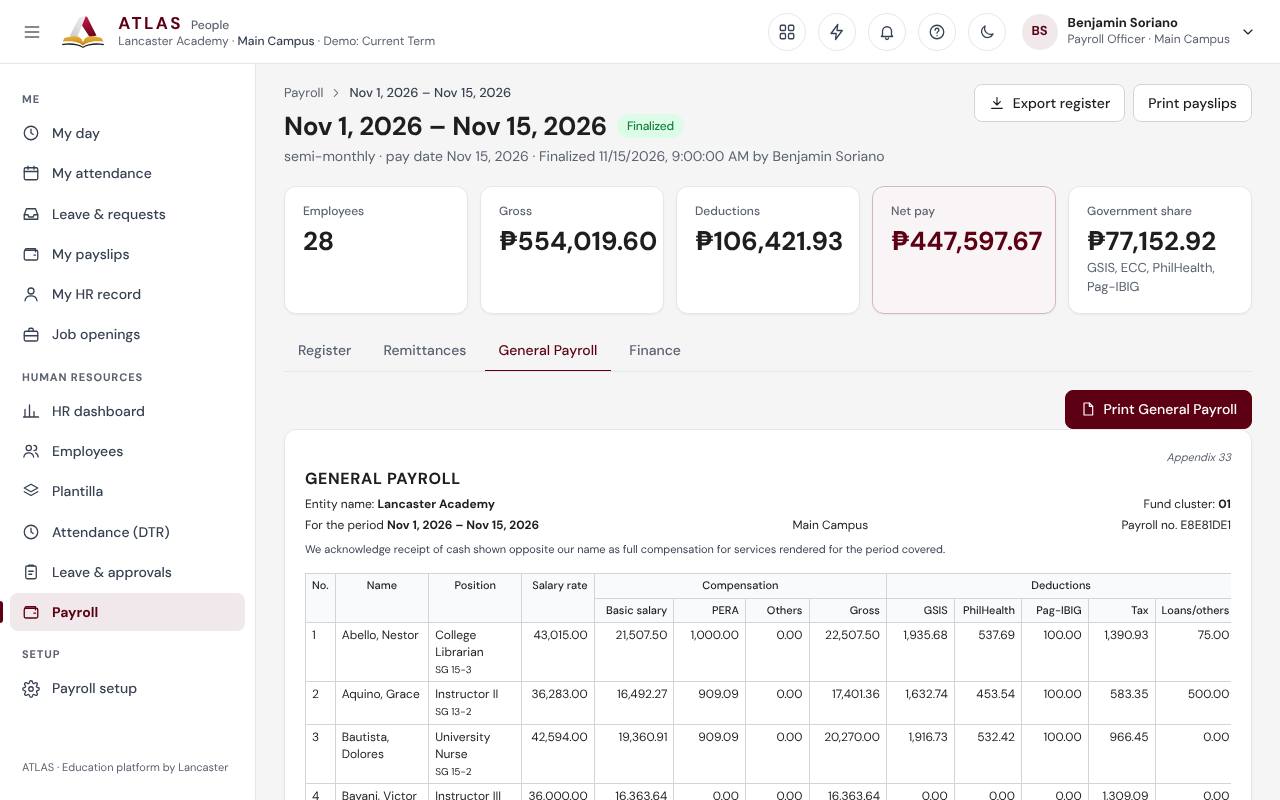 ATLAS People
Lancaster Academy · Main Campus · Demo: Current Term
BS
Benjamin Soriano
Payroll Officer · Main Campus
ME
My day
My attendance
Leave & requests
My payslips
My HR record
Job openings
HUMAN RESOURCES
HR dashboard
Employees
Plantilla
Attendance (DTR)
Leave & approvals
Payroll
SETUP
Payroll setup
ATLAS · Education platform by Lancaster
Payroll > Nov 1, 2026 – Nov 15, 2026
Nov 1, 2026 – Nov 15, 2026 Finalized
semi-monthly · pay date Nov 15, 2026 · Finalized 11/15/2026, 9:00:00 AM by Benjamin Soriano
Export register
Print payslips
Employees
28
Gross
₱554,019.60
Deductions
₱106,421.93
Net pay
₱447,597.67
Government share
₱77,152.92
GSIS, ECC, PhilHealth,
Pag-IBIG
Register Remittances General Payroll Finance
Print General Payroll
Appendix 33
GENERAL PAYROLL
Entity name: Lancaster Academy Fund cluster: 01
For the period Nov 1, 2026 – Nov 15, 2026 Main Campus Payroll no. E8E81DE1
We acknowledge receipt of cash shown opposite our name as full compensation for services rendered for the period covered.
No. Name Position Salary rate Compensation Deductions
Basic salary PERA Others Gross GSIS PhilHealth Pag-IBIG Tax Loans/others
1 Abello, Nestor College 43,015.00 21,507.50 1,000.00 0.00 22,507.50 1,935.68 537.69 100.00 1,390.93 75.00
Librarian
SG 15-3
2 Aquino, Grace Instructor II 36,283.00 16,492.27 909.09 0.00 17,401.36 1,632.74 453.54 100.00 583.35 500.00
SG 13-2
3 Bautista, University 42,594.00 19,360.91 909.09 0.00 20,270.00 1,916.73 532.42 100.00 966.45 0.00
Dolores Nurse
SG 15-2
4 Bayani, Victor Instructor III 36,000.00 16,363.64 0.00 0.00 16,363.64 0.00 0.00 0.00 1,309.09 0.00